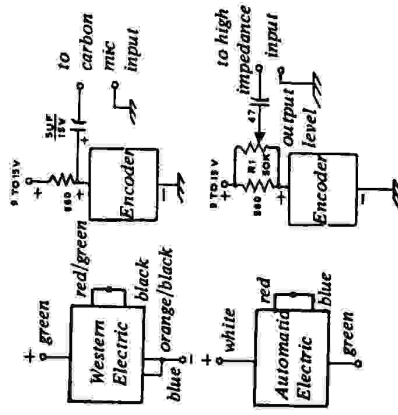 + green
red/green
Western
Electric
black
orange/black
blue
−
9 TO 15V
+
560
5UF
15V
+
to
carbon
mic
input
+
Encoder
−
+ white
red
Automatic
Electric
blue
green
9 TO 15V
+
560
R1
50K
.47
to high
impedance
input
output
level
+
Encoder
−